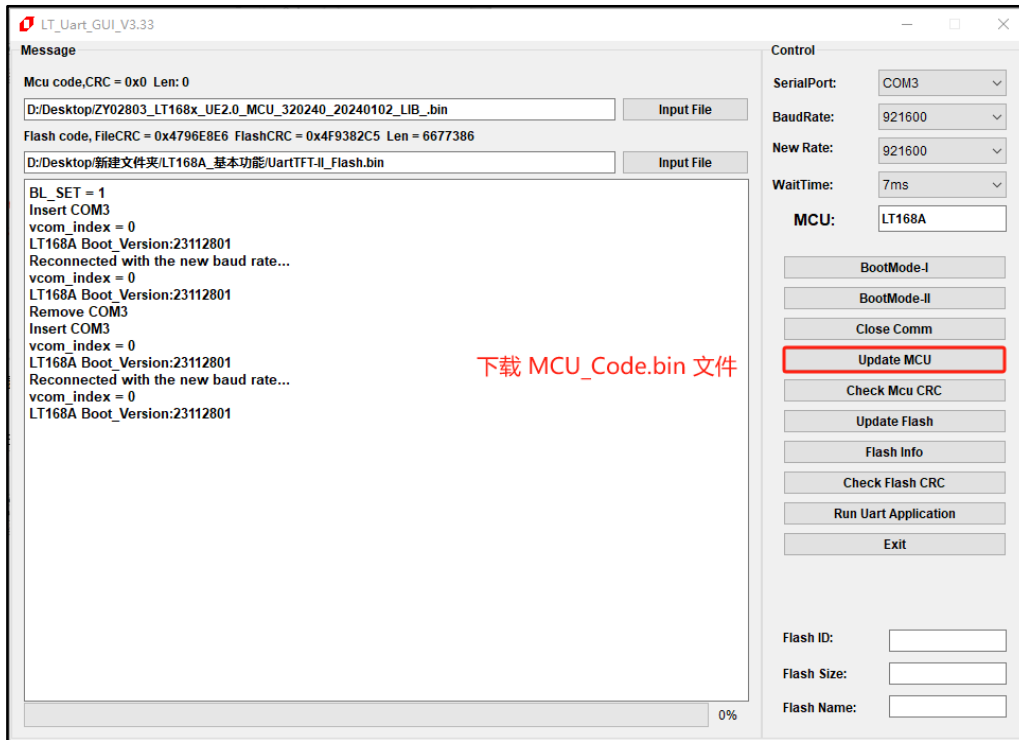 LT_Uart_GUI_V3.33
Message
Mcu code,CRC = 0x0 Len: 0
D:/Desktop/ZY02803_LT168x_UE2.0_MCU_320240_20240102_LIB_.bin
Input File
Flash code, FileCRC = 0x4796E8E6 FlashCRC = 0x4F9382C5 Len = 6677386
D:/Desktop/新建文件夹/LT168A_基本功能/UartTFT-II_Flash.bin
Input File
BL_SET = 1
Insert COM3
vcom_index = 0
LT168A Boot_Version:23112801
Reconnected with the new baud rate...
vcom_index = 0
LT168A Boot_Version:23112801
Remove COM3
Insert COM3
vcom_index = 0
LT168A Boot_Version:23112801
Reconnected with the new baud rate...
vcom_index = 0
LT168A Boot_Version:23112801
下载 MCU_Code.bin 文件
0%
Control
SerialPort: COM3
BaudRate: 921600
New Rate: 921600
WaitTime: 7ms
MCU: LT168A
BootMode-I
BootMode-II
Close Comm
Update MCU
Check Mcu CRC
Update Flash
Flash Info
Check Flash CRC
Run Uart Application
Exit
Flash ID:
Flash Size:
Flash Name: